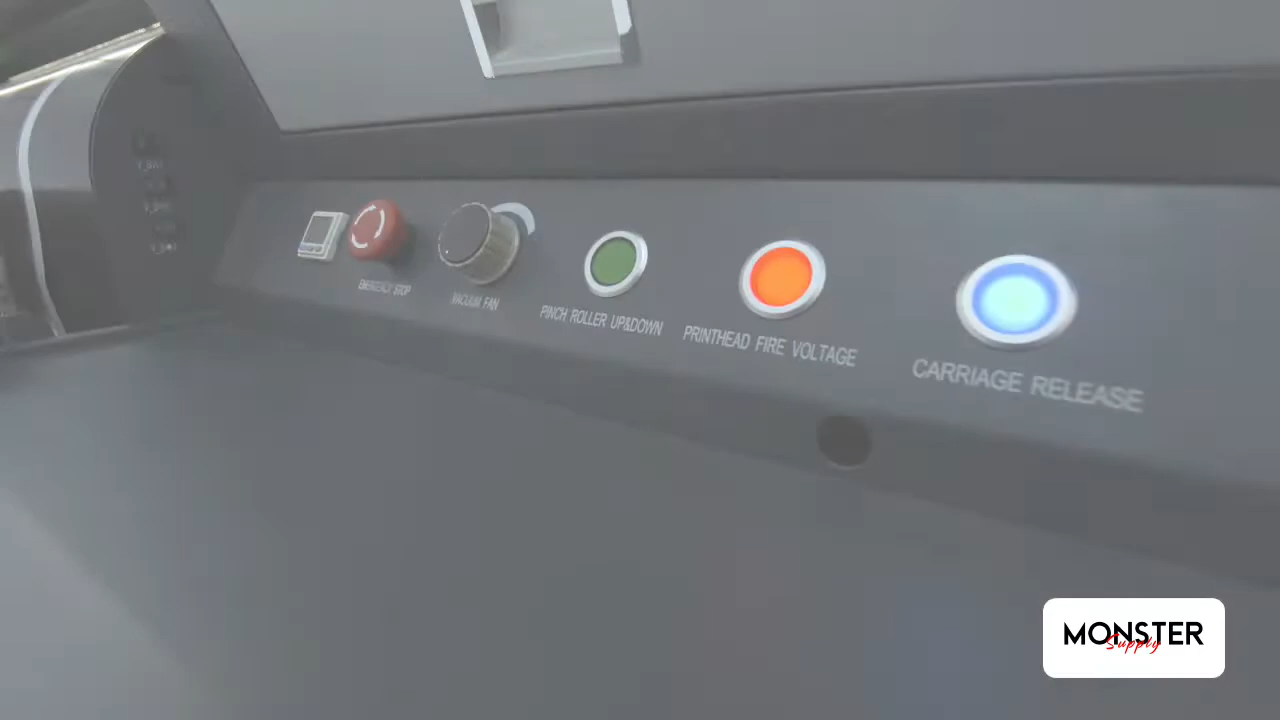 EMERGENCY STOP
VACUUM FAN
PINCH ROLLER UP&DOWN
PRINTHEAD FIRE VOLTAGE
CARRIAGE RELEASE
MONSTER
Supply